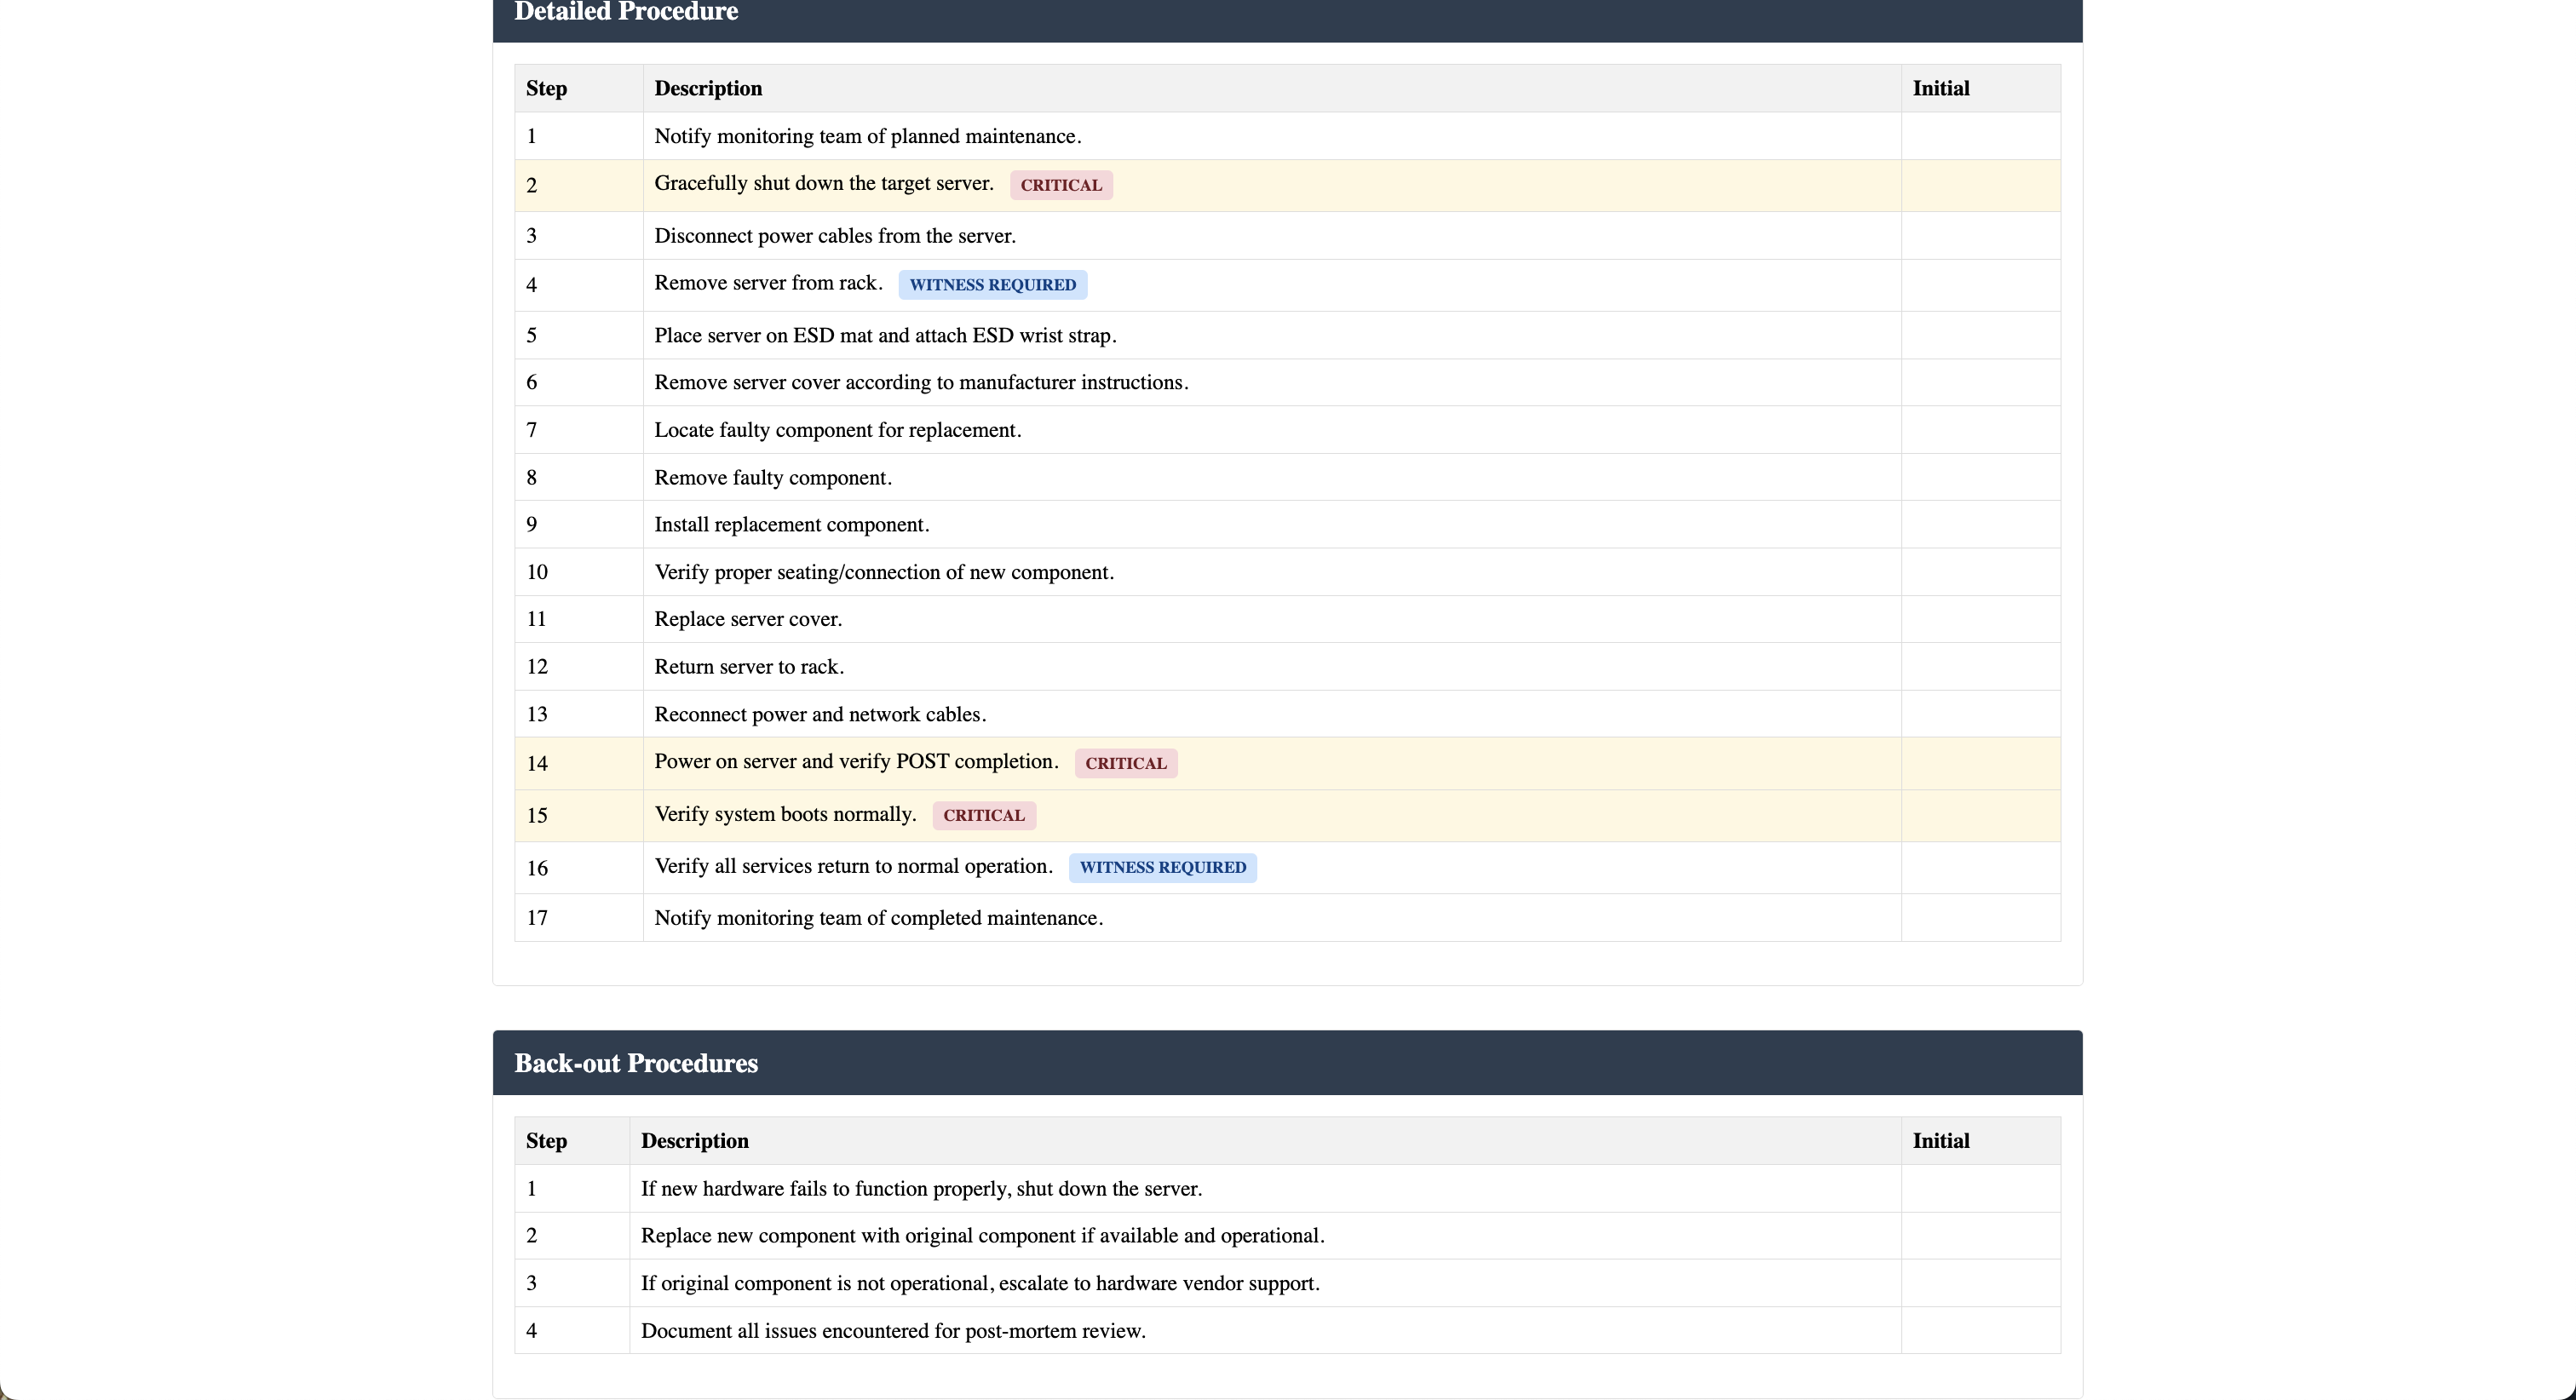 Detailed Procedure
Step Description Initial
1 Notify monitoring team of planned maintenance.
2 Gracefully shut down the target server. CRITICAL
3 Disconnect power cables from the server.
4 Remove server from rack. WITNESS REQUIRED
5 Place server on ESD mat and attach ESD wrist strap.
6 Remove server cover according to manufacturer instructions.
7 Locate faulty component for replacement.
8 Remove faulty component.
9 Install replacement component.
10 Verify proper seating/connection of new component.
11 Replace server cover.
12 Return server to rack.
13 Reconnect power and network cables.
14 Power on server and verify POST completion. CRITICAL
15 Verify system boots normally. CRITICAL
16 Verify all services return to normal operation. WITNESS REQUIRED
17 Notify monitoring team of completed maintenance.
Back-out Procedures
Step Description Initial
1 If new hardware fails to function properly, shut down the server.
2 Replace new component with original component if available and operational.
3 If original component is not operational, escalate to hardware vendor support.
4 Document all issues encountered for post-mortem review.